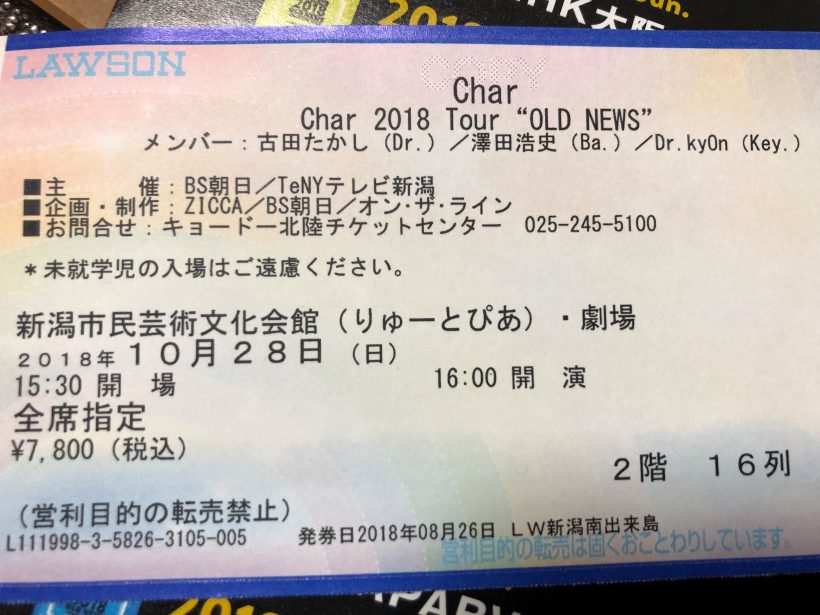 2018
2018
HK大阪
un.
LAWSON
COPY
Char
Char 2018 Tour “OLD NEWS”
メンバー：古田たかし（Dr.）／澤田浩史（Ba.）／Dr.kyOn（Key.）
■主　　　催：BS朝日／TeNYテレビ新潟
■企画・制作：ZICCA／BS朝日／オン・ザ・ライン
■お問合せ：キョードー北陸チケットセンター　025-245-5100
＊未就学児の入場はご遠慮ください。
新潟市民芸術文化会館（りゅーとぴあ）・劇場
2018年 10月28日（日）
15:30 開　場　16:00 開　演
全席指定
¥7,800（税込）
2階　16列
（営利目的の転売禁止）
L111998-3-5826-3105-005　発券日2018年08月26日　LW新潟南出来島
営利目的の転売は固くおことわりしています。